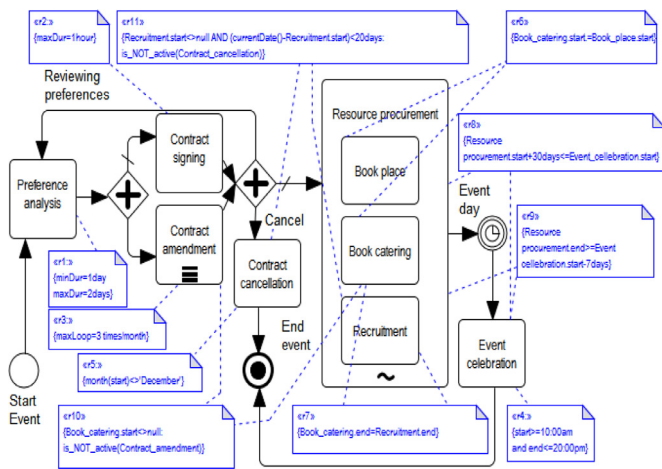 «r2»
{maxDur=1hour}
«r11»
{Recruitment.start<>null AND (currentDate()-Recruitment.start)<20days:
is_NOT_active(Contract_cancellation)}
«r6»
{Book_catering.start.=Book_place.start}
Reviewing
preferences
Contract
signing
Resource procurement
Book place
«r8»
{Resource
procurement.start+30days<=Event_cellebration.start}
Preference
analysis
Event
day
Cancel
Contract
amendment
Book catering
«r9»
{Resource
procurement.end>=Event
cellebration.start-7days}
«r1»
{minDur=1day
maxDur=2days}
Contract
cancellation
«r3»
{maxLoop=3 times/month}
End
event
Recruitment
Event
celebration
«r5»
{month(start)<>'December'}
Start
Event
«r10»
{Book_catering.start<>null:
is_NOT_active(Contract_amendment)}
«r7»
{Book_catering.end=Recruitment.end}
«r4»
{start>=10:00am
and end<=20:00pm}